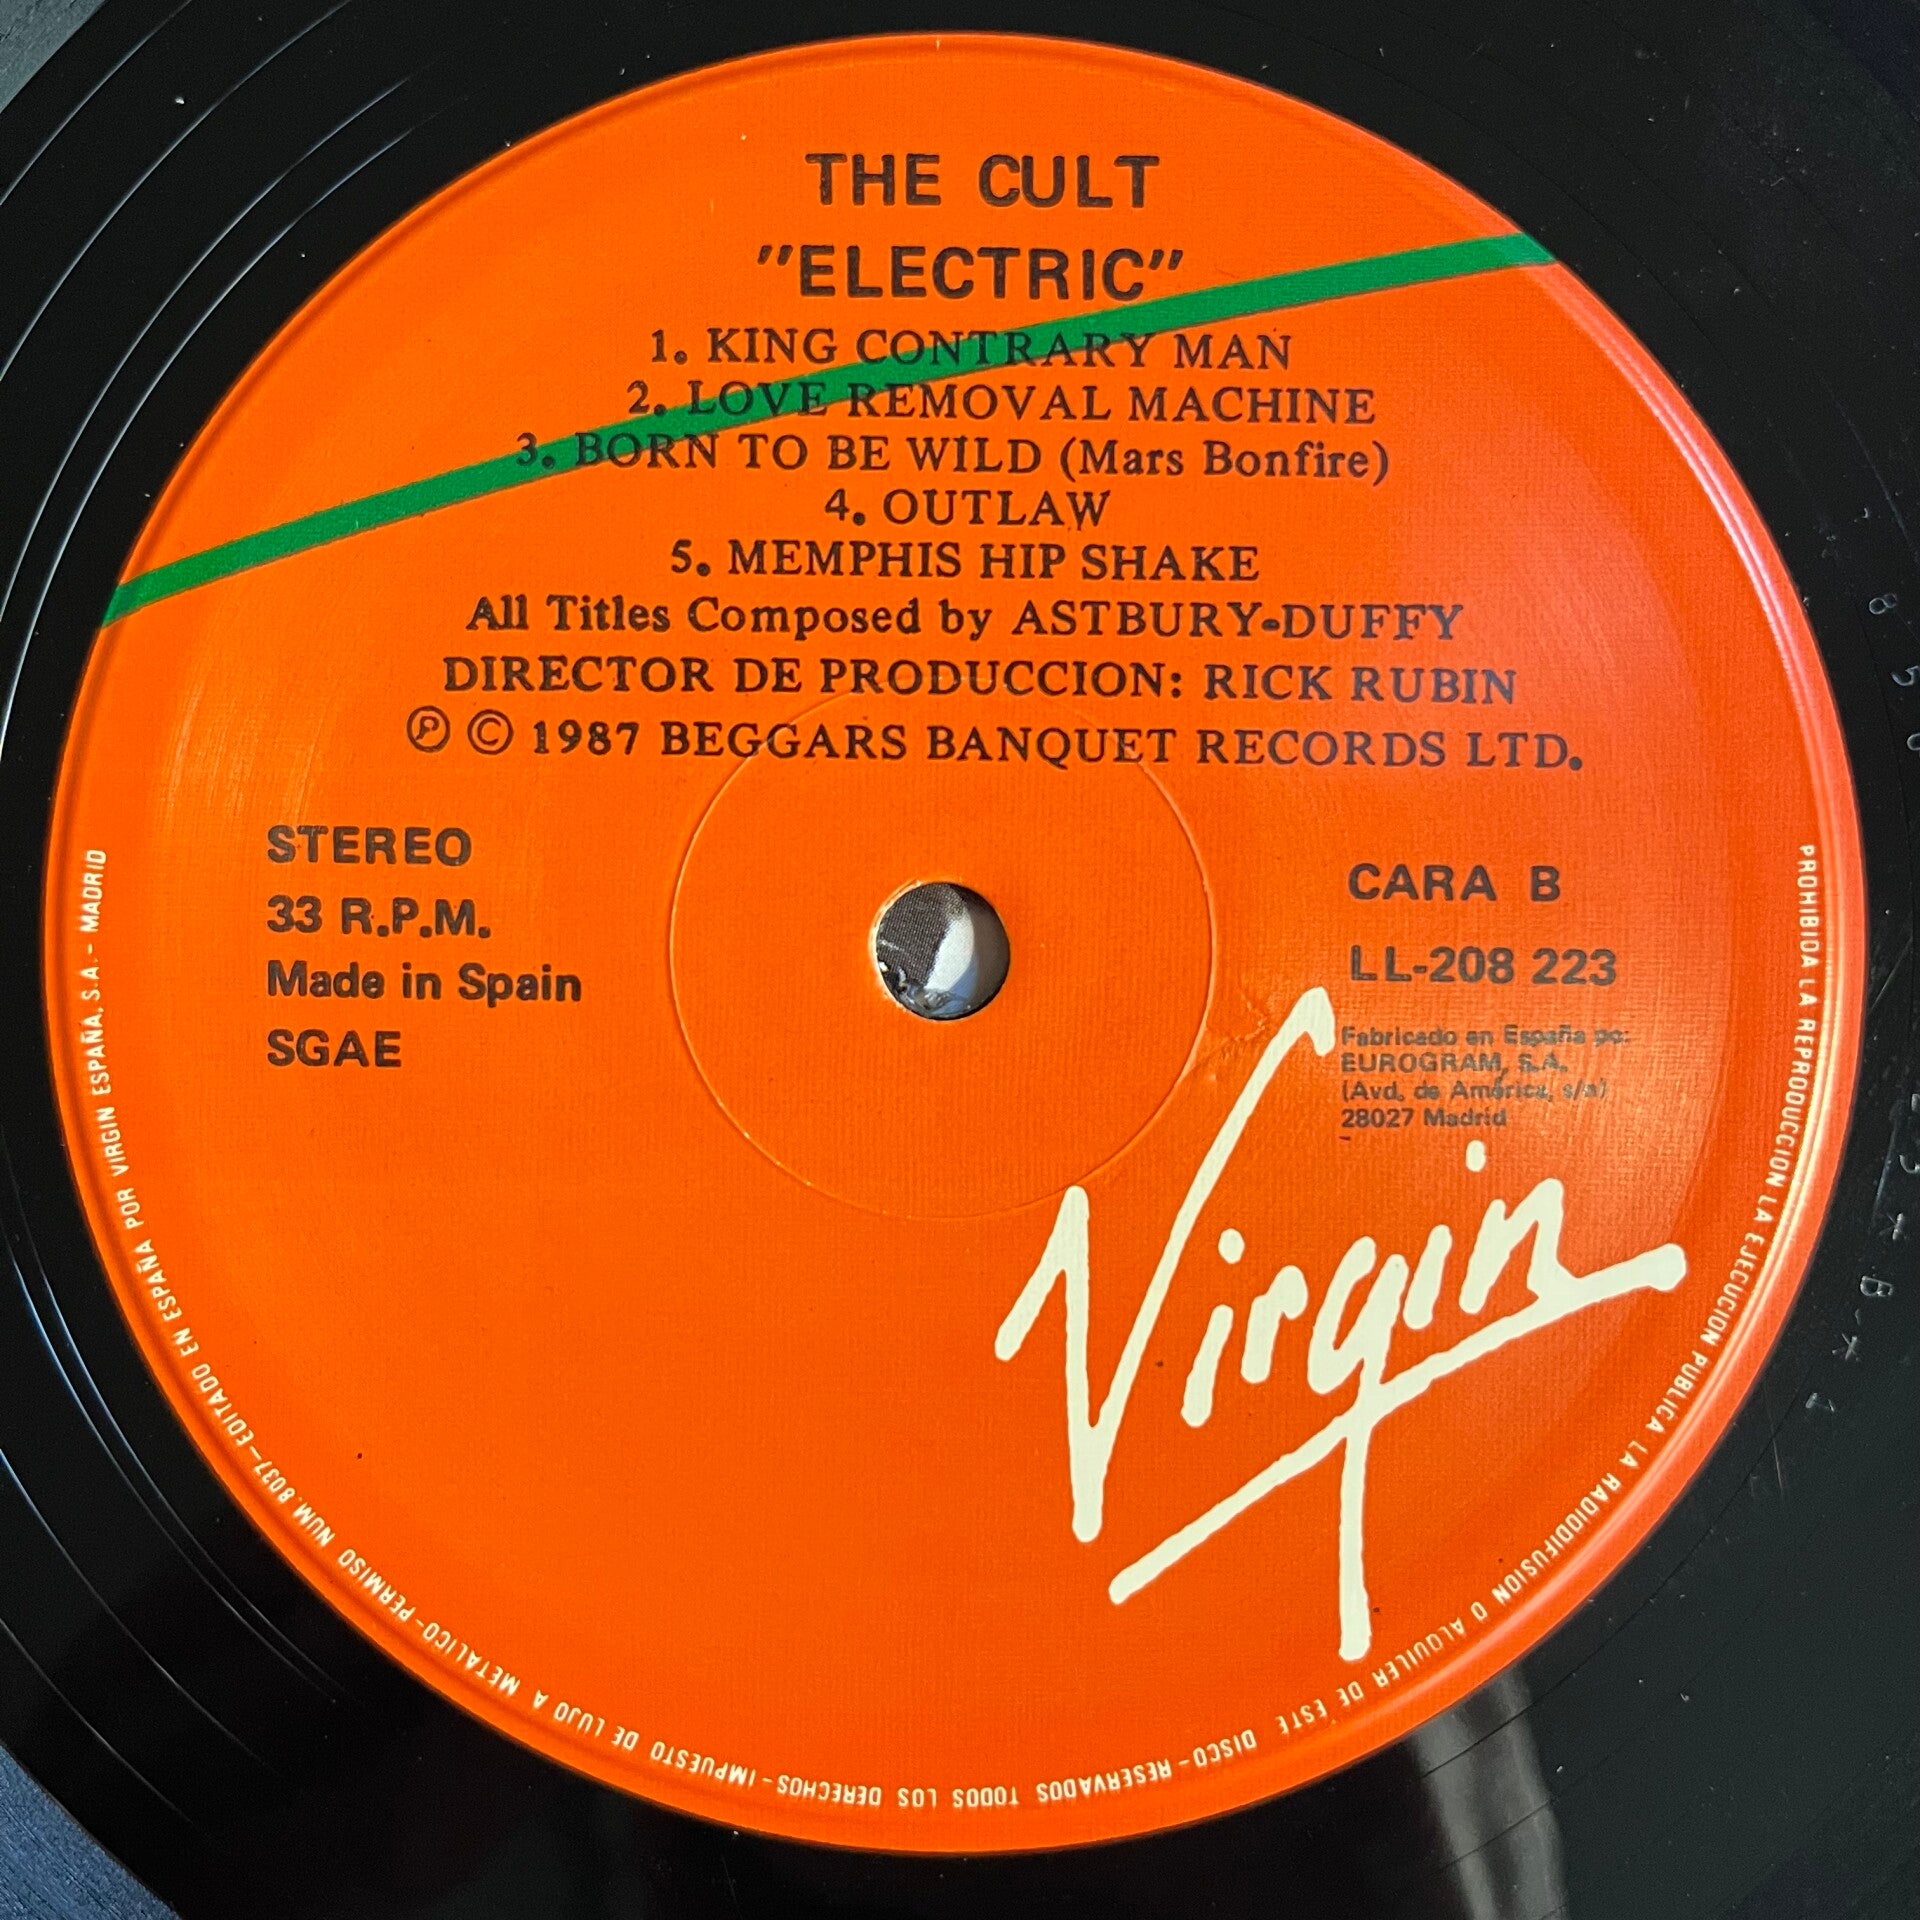 THE CULT
"ELECTRIC"
1. KING CONTRARY MAN
2. LOVE REMOVAL MACHINE
3. BORN TO BE WILD (Mars Bonfire)
4. OUTLAW
5. MEMPHIS HIP SHAKE
All Titles Composed by ASTBURY-DUFFY
DIRECTOR DE PRODUCCION: RICK RUBIN
Ⓟ © 1987 BEGGARS BANQUET RECORDS LTD.
STEREO
33 R.P.M.
Made in Spain
SGAE
CARA B
LL-208 223
Fabricado en España po:
EUROGRAM, S.A.
(Avd. de América, s/n)
28027 Madrid
Virgin
PROHIBIDA LA REPRODUCCION LA EJECUCION PUBLICA LA RADIODIFUSION O ALQUILER DE ESTE DISCO - RESERVADOS TODOS LOS DERECHOS - IMPUESTO DE LUJO A METALICO - PERMISO NUM. 8037 - EDITADO EN ESPAÑA POR VIRGIN ESPAÑA, S.A. - MADRID